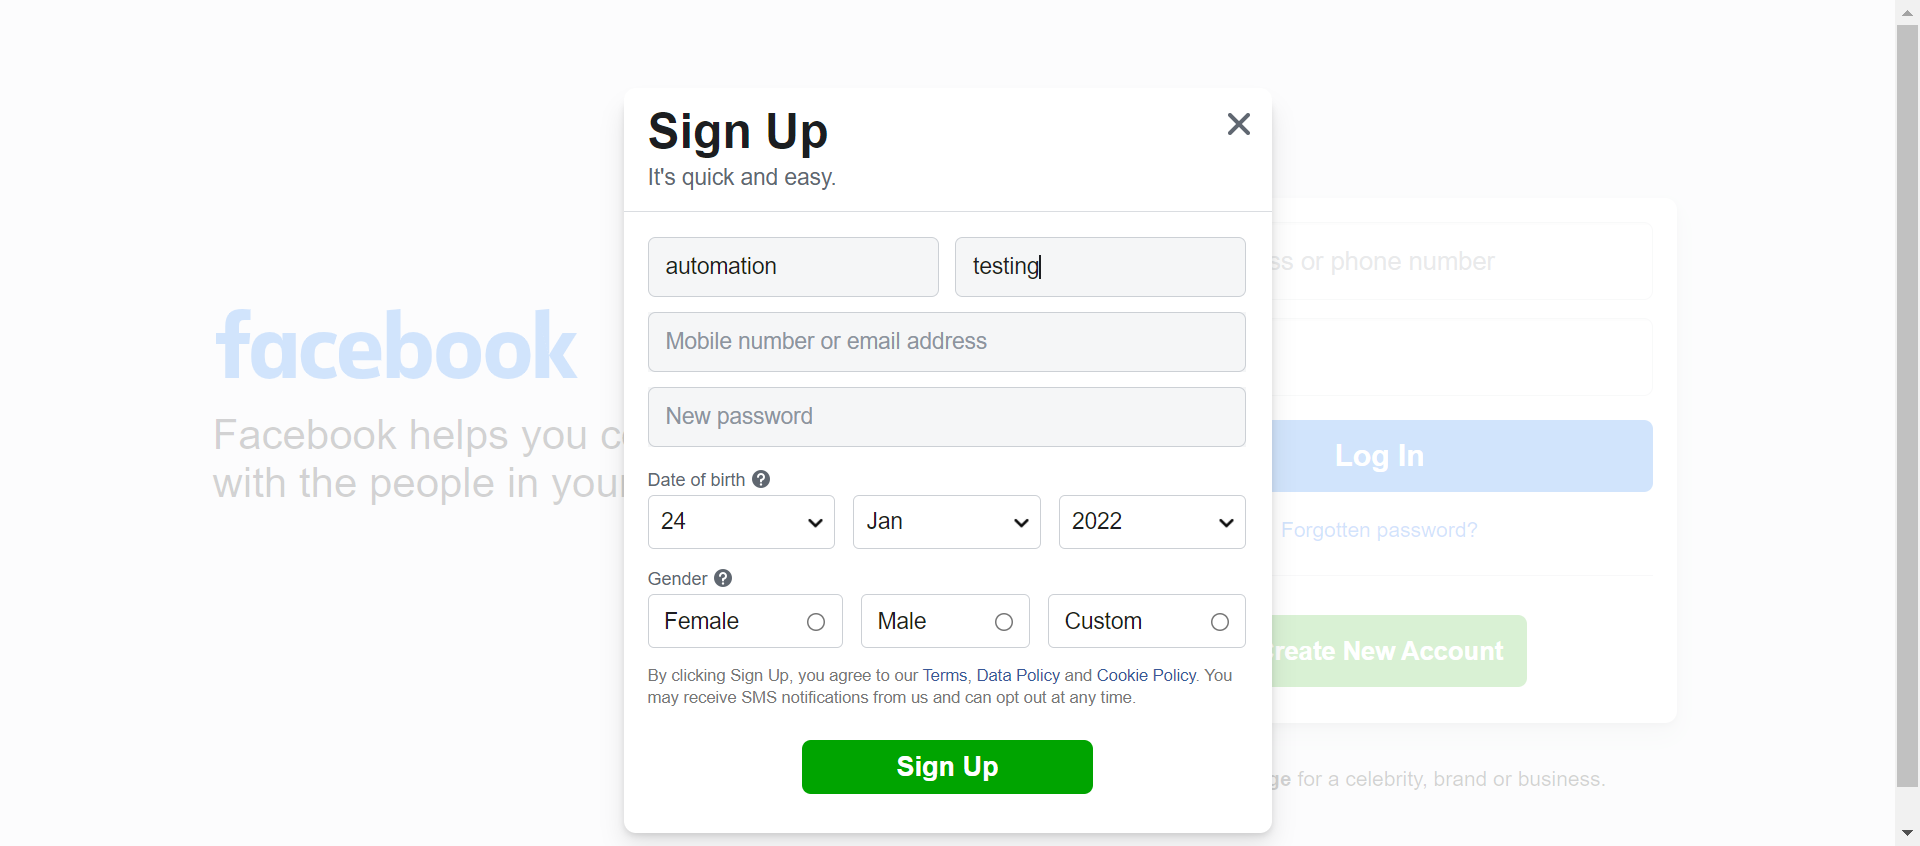 Sign Up
It's quick and easy.
automation testing
Mobile number or email address
New password
Date of birth
24 Jan 2022
Gender
Female Male Custom
By clicking Sign Up, you agree to our Terms, Data Policy and Cookie Policy. You
may receive SMS notifications from us and can opt out at any time.
Sign Up
facebook
Facebook helps you
with the people in
or phone number
Log In
Forgotten password?
New Account
for a celebrity, brand or business.